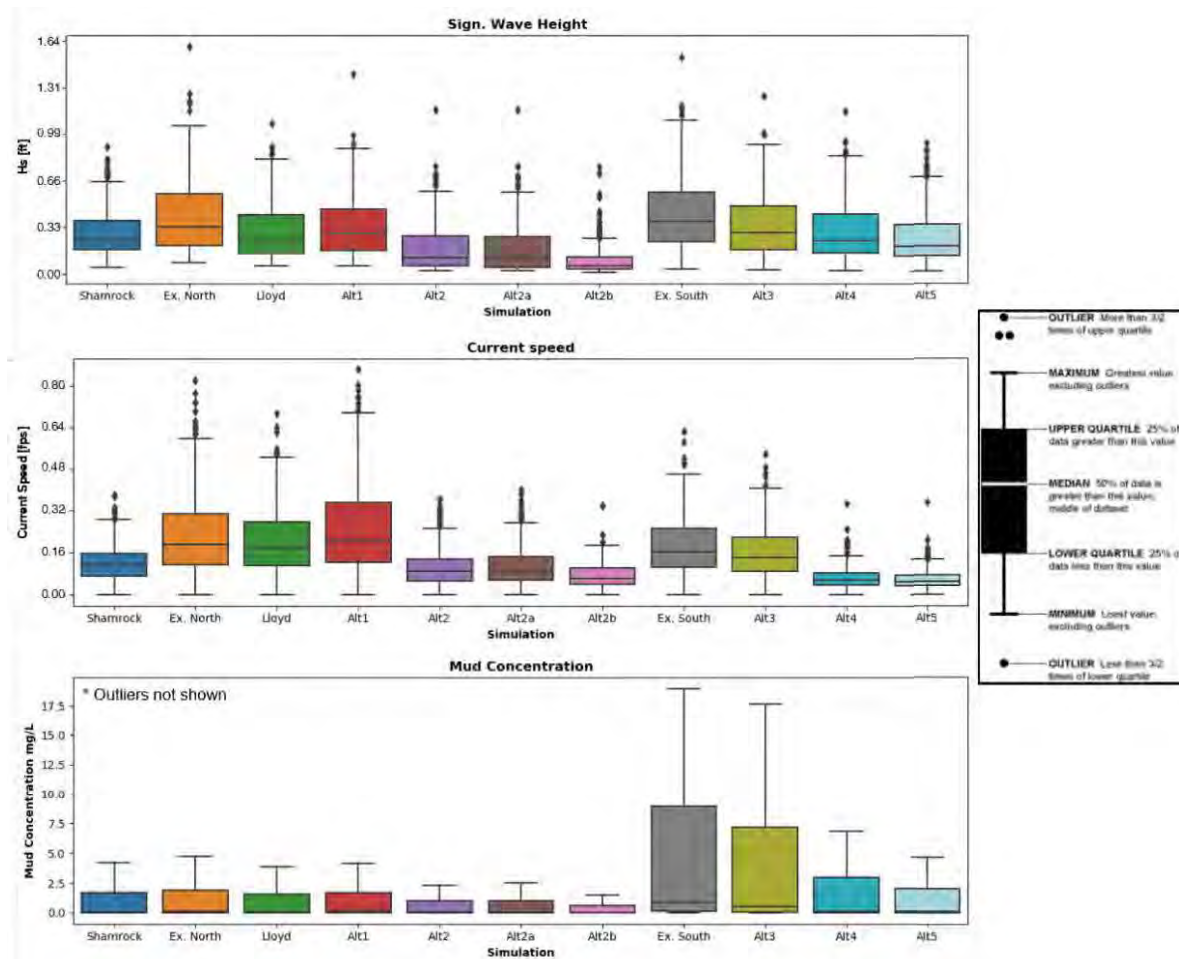 Sign. Wave Height
Hs [ft]
1.64
1.31
0.99
0.66
0.33
0.00
Shamrock Ex. North Lloyd Alt1 Alt2 Alt2a Alt2b Ex. South Alt3 Alt4 Alt5
Simulation
Current speed
Current Speed [fps]
0.80
0.64
0.48
0.32
0.16
0.00
Shamrock Ex. North Lloyd Alt1 Alt2 Alt2a Alt2b Ex. South Alt3 Alt4 Alt5
Simulation
Mud Concentration
* Outliers not shown
Mud Concentration mg/L
17.5
15.0
12.5
10.0
7.5
5.0
2.5
0.0
Shamrock Ex. North Lloyd Alt1 Alt2 Alt2a Alt2b Ex. South Alt3 Alt4 Alt5
Simulation
OUTLIER More than 3/2
times of upper quartile
MAXIMUM Greatest value
excluding outliers
UPPER QUARTILE 25% of
data greater than this value
MEDIAN 50% of data is
greater than this value;
middle of dataset
LOWER QUARTILE 25% o
data less than this value
MINIMUM Least value,
excluding outliers
OUTLIER Less than 3/2
times of lower quartile